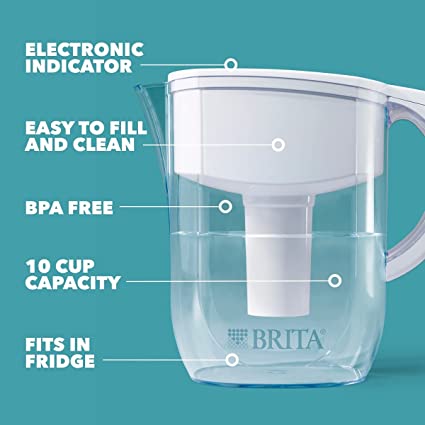 ELECTRONIC
INDICATOR
EASY TO FILL
AND CLEAN
BPA FREE
10 CUP
CAPACITY
BRITA®
FITS IN
FRIDGE